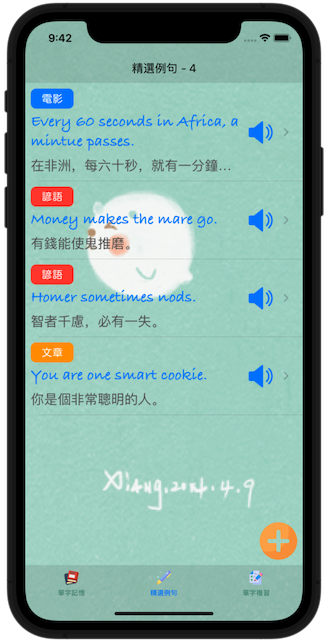 9:42
精選例句 - 4
電影
Every 60 seconds in Africa, a
mintue passes.
在非洲，每六十秒，就有一分鐘...
諺語
Money makes the mare go.
有錢能使鬼推磨。
諺語
Homer sometimes nods.
智者千慮，必有一失。
文章
You are one smart cookie.
你是個非常聰明的人。
XiANG.2014.4.9
單字記憶
精選例句
單字複習